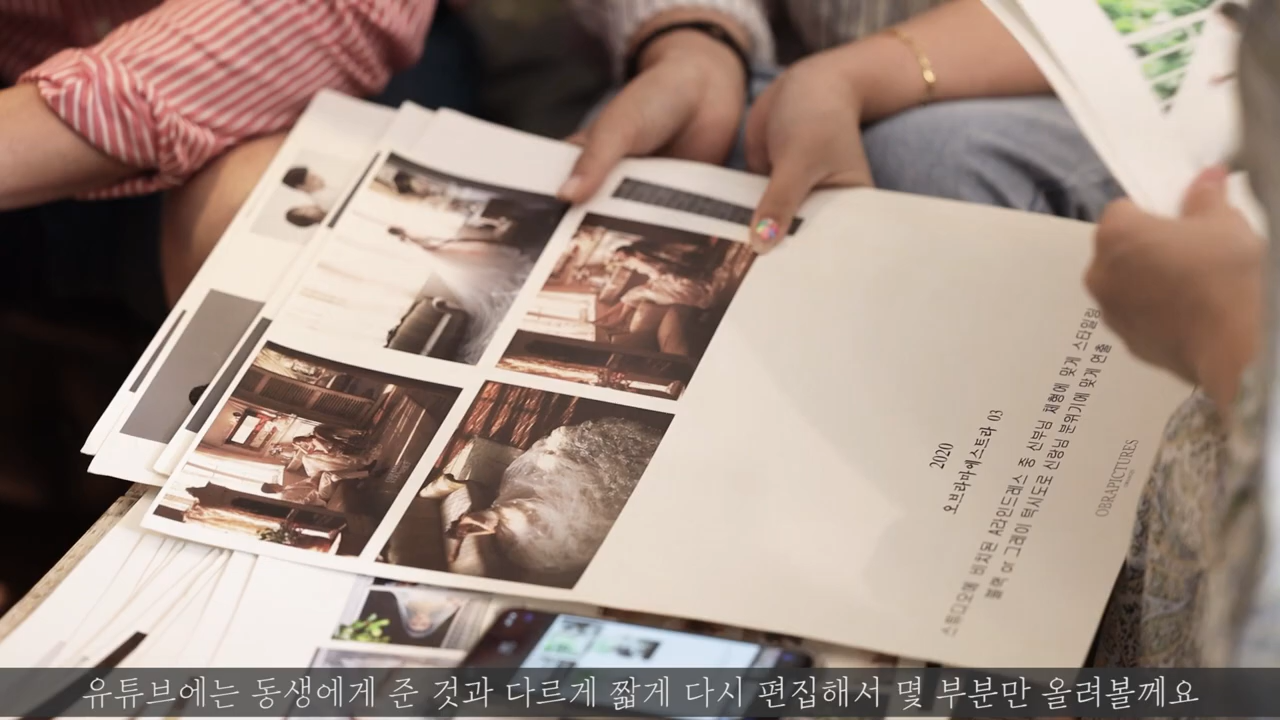 2020
오브라마에스트라 03
스튜디오에 비치된 A라인드레스 중 신부님 체형에 맞게 스타일링
블랙 or 그레이 턱시도로 신랑님 분위기에 맞게 연출
OBRAPICTURES
유튜브에는 동생에게 준 것과 다르게 짧게 다시 편집해서 몇 부분만 올려볼께요